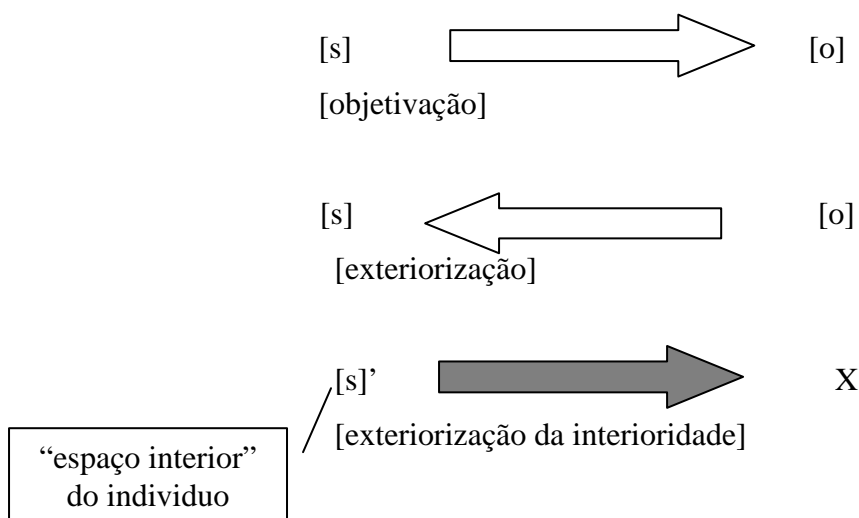 [s] [o]
[objetivação]
[s] [o]
[exteriorização]
[s]’ X
[exteriorização da interioridade]
“espaço interior”
do individuo